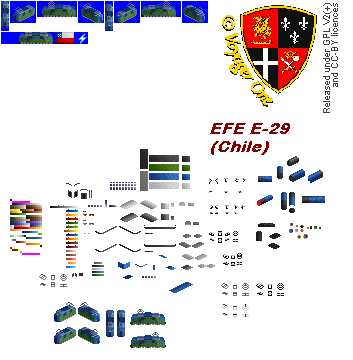 © Voyager One
Released under GPL V2(+)
and CC-BY licences
EFE E-29
(Chile)